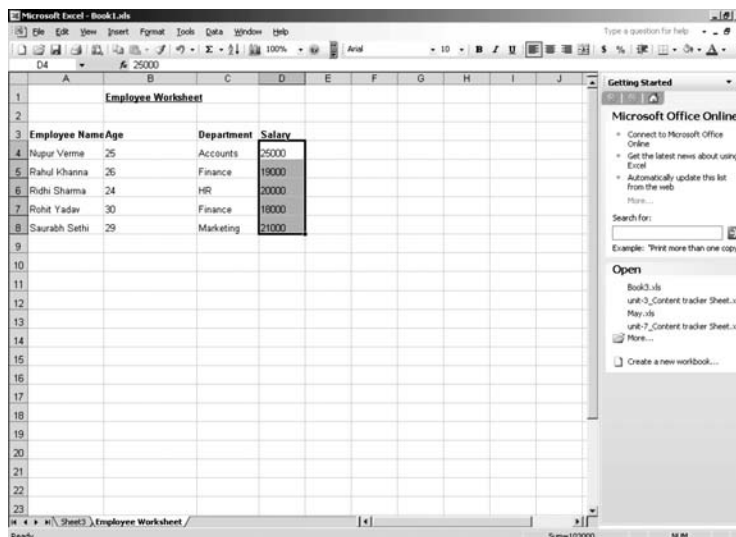 Microsoft Excel - Book1.xls
File Edit View Insert Format Tools Data Window Help Type a question for help
100% Arial 10 B I U $ %
D4 fx 25000
A B C D E F G H I J
1 Employee Worksheet
2
3 Employee Name Age Department Salary
4 Nupur Verme 25 Accounts 25000
5 Rahul Khanna 26 Finance 19000
6 Ridhi Sharma 24 HR 20000
7 Rohit Yadav 30 Finance 18000
8 Saurabh Sethi 29 Marketing 21000
9
10
11
12
13
14
15
16
17
18
19
20
21
22
23
Sheet3 Employee Worksheet
Ready Sum=103000 NUM
Getting Started
Microsoft Office Online
Connect to Microsoft Office
Online
Get the latest news about using
Excel
Automatically update this list
from the web
More...
Search for:
Example: "Print more than one copy
Open
Book3.xls
unit-3_Content tracker Sheet.x
May.xls
unit-7_Content tracker Sheet.x
More...
Create a new workbook...